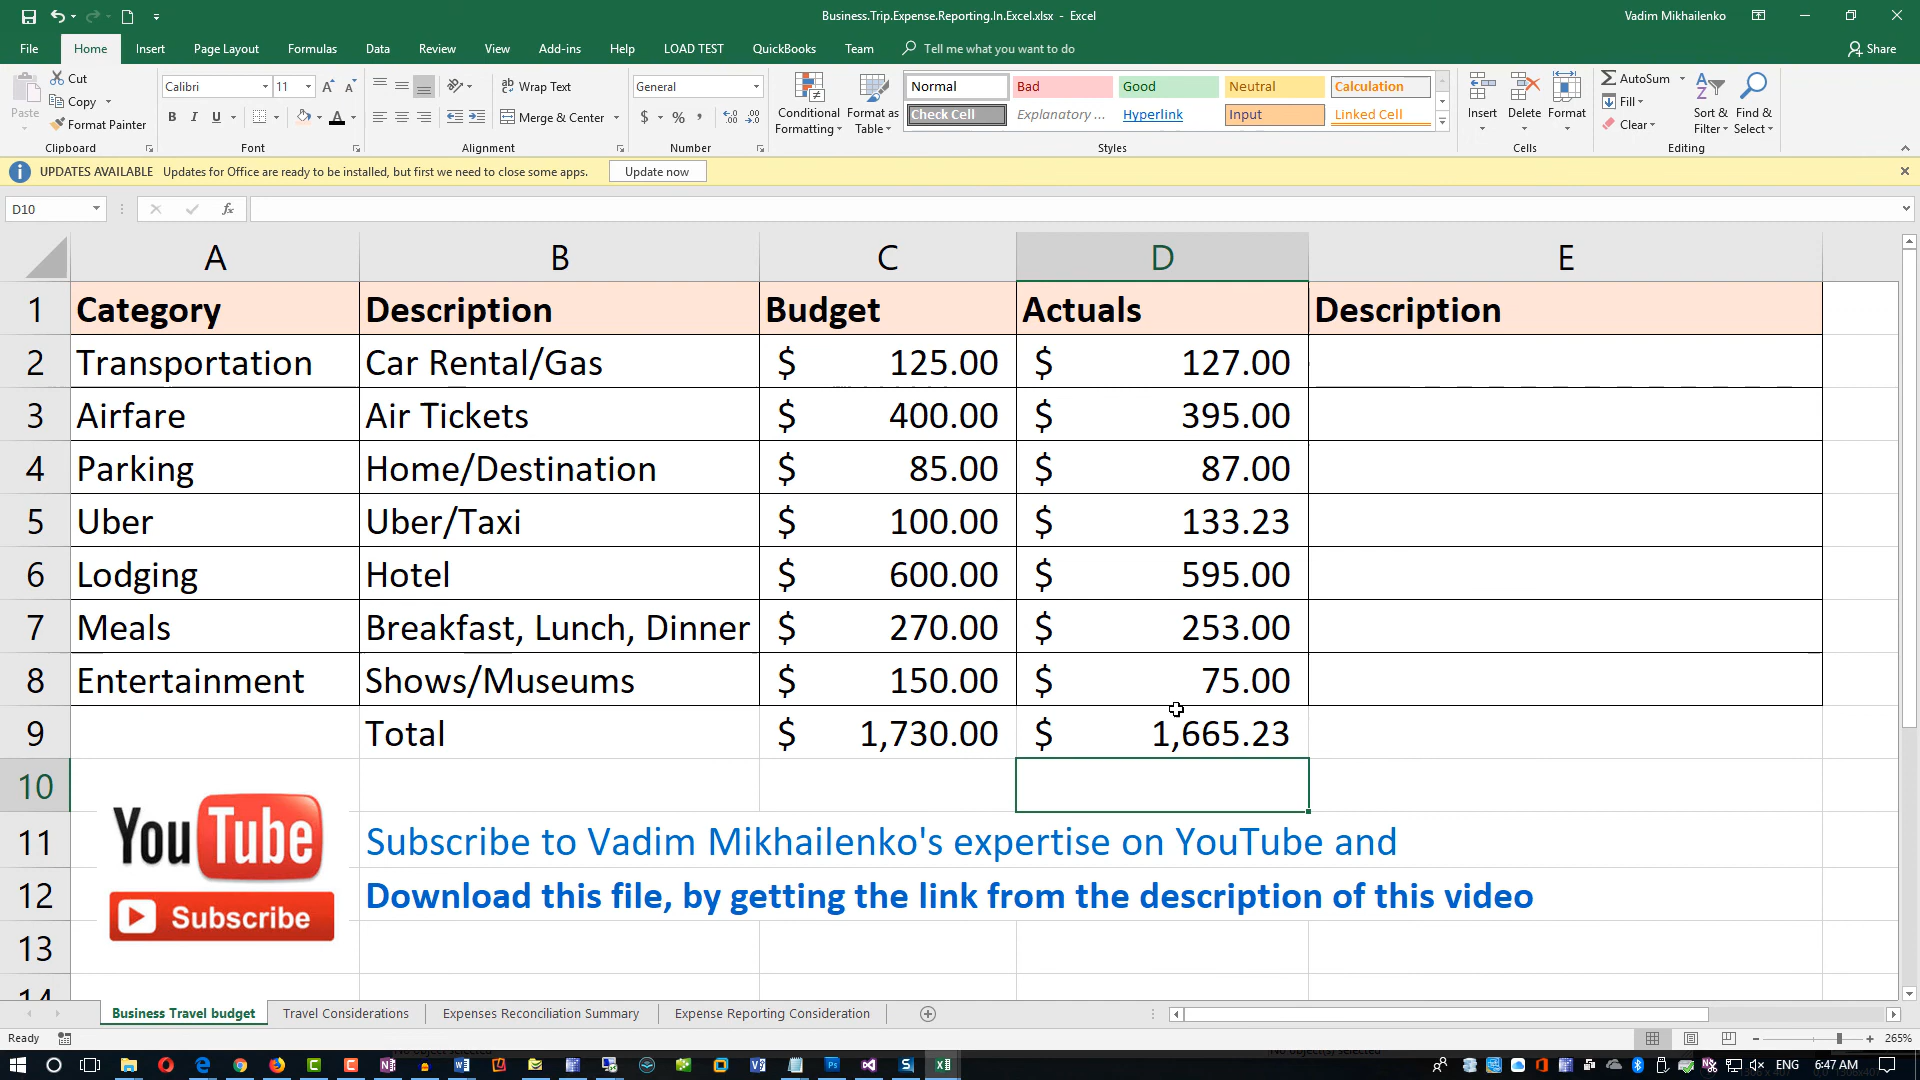 Business.Trip.Expense.Reporting.In.Excel.xlsx - Excel
Vadim Mikhailenko
File Home Insert Page Layout Formulas Data Review View Add-ins Help LOAD TEST QuickBooks Team Tell me what you want to do Share
Paste Cut Copy Format Painter
Clipboard
Calibri 11
B I U A
Font
Wrap Text
Merge & Center
Alignment
General
$ % ,
Number
Conditional Formatting
Format as Table
Normal Bad Good Neutral Calculation
Check Cell Explanatory ... Hyperlink Input Linked Cell
Styles
Insert Delete Format
Cells
AutoSum
Fill
Clear
Sort & Filter
Find & Select
Editing
UPDATES AVAILABLE Updates for Office are ready to be installed, but first we need to close some apps. Update now
D10 fx
A B C D E
1 Category Description Budget Actuals Description
2 Transportation Car Rental/Gas $ 125.00 $ 127.00
3 Airfare Air Tickets $ 400.00 $ 395.00
4 Parking Home/Destination $ 85.00 $ 87.00
5 Uber Uber/Taxi $ 100.00 $ 133.23
6 Lodging Hotel $ 600.00 $ 595.00
7 Meals Breakfast, Lunch, Dinner $ 270.00 $ 253.00
8 Entertainment Shows/Museums $ 150.00 $ 75.00
9 Total $ 1,730.00 $ 1,665.23
10
YouTube
11 Subscribe to Vadim Mikhailenko's expertise on YouTube and
12 Download this file, by getting the link from the description of this video
Subscribe
13
14
Business Travel budget Travel Considerations Expenses Reconciliation Summary Expense Reporting Consideration
Ready 265%
ENG 6:47 AM